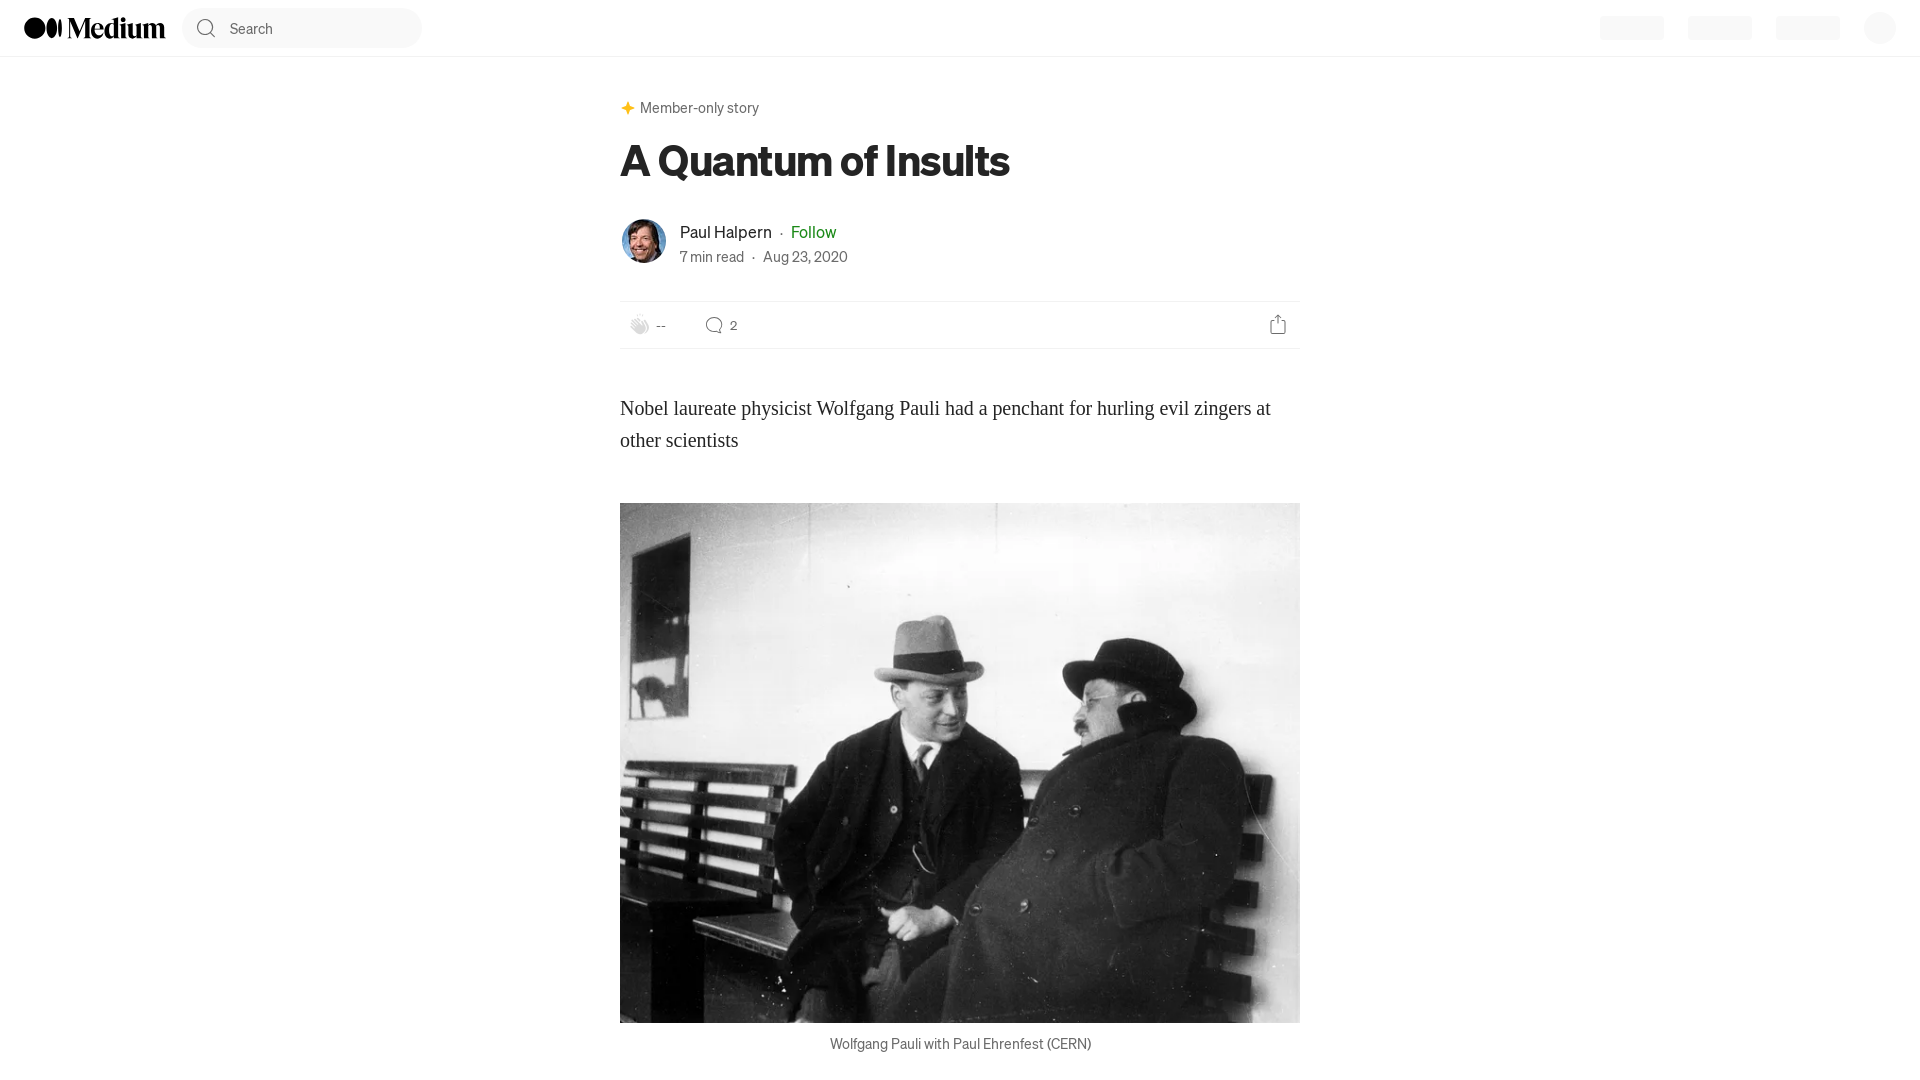 Medium
Search
Member-only story
A Quantum of Insults
Paul Halpern · Follow
7 min read · Aug 23, 2020
--
2
Nobel laureate physicist Wolfgang Pauli had a penchant for hurling evil zingers at
other scientists
Wolfgang Pauli with Paul Ehrenfest (CERN)